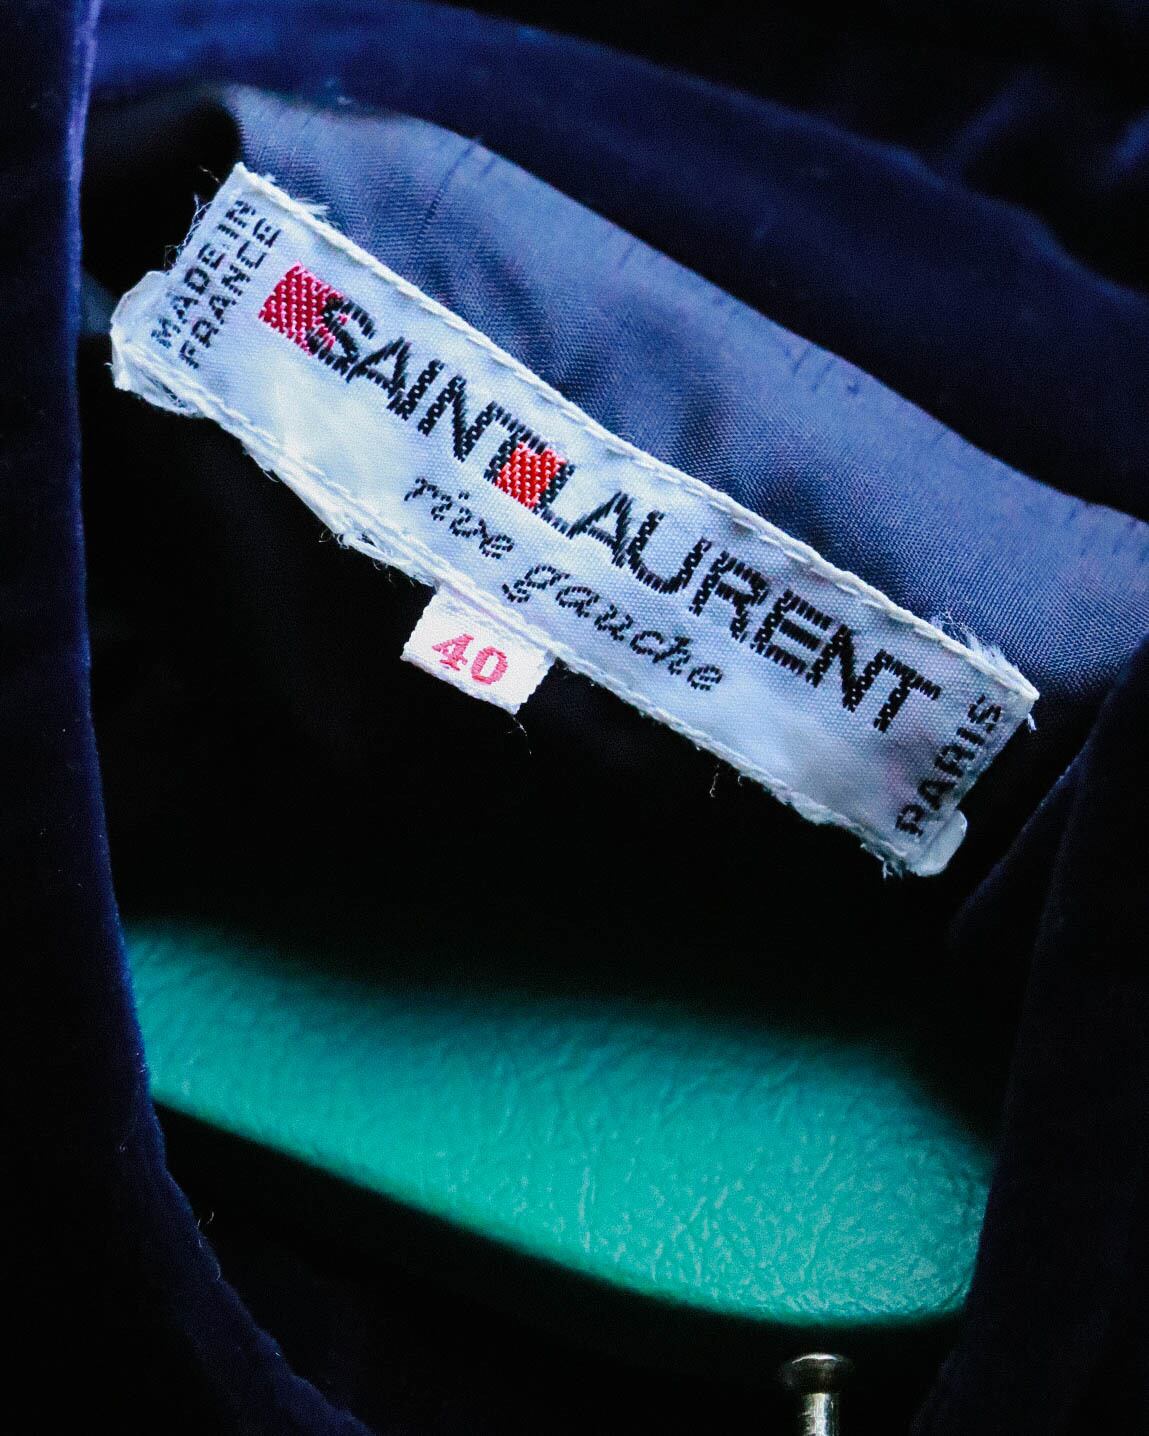 MADE IN
FRANCE
SAINT LAURENT
rive gauche
PARIS
40